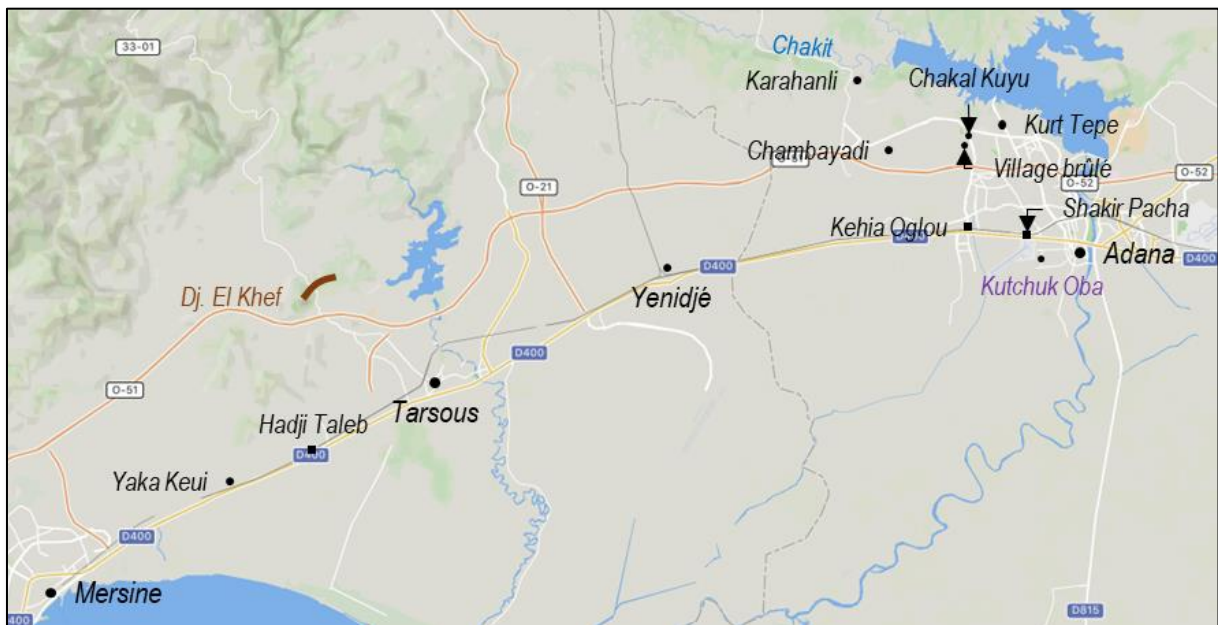 33-01
Chakit
Karahanli
Chakal Kuyu
Kurt Tepe
Chambayadi
Village brûlé
O-21
O-52
O-52
Shakir Pacha
Kehia Oglou
Adana
D400
D400
Yenidjé
Kutchuk Oba
Dj. El Khef
O-51
D400
Tarsous
Hadji Taleb
D400
Yaka Keui
D400
Mersine
D815